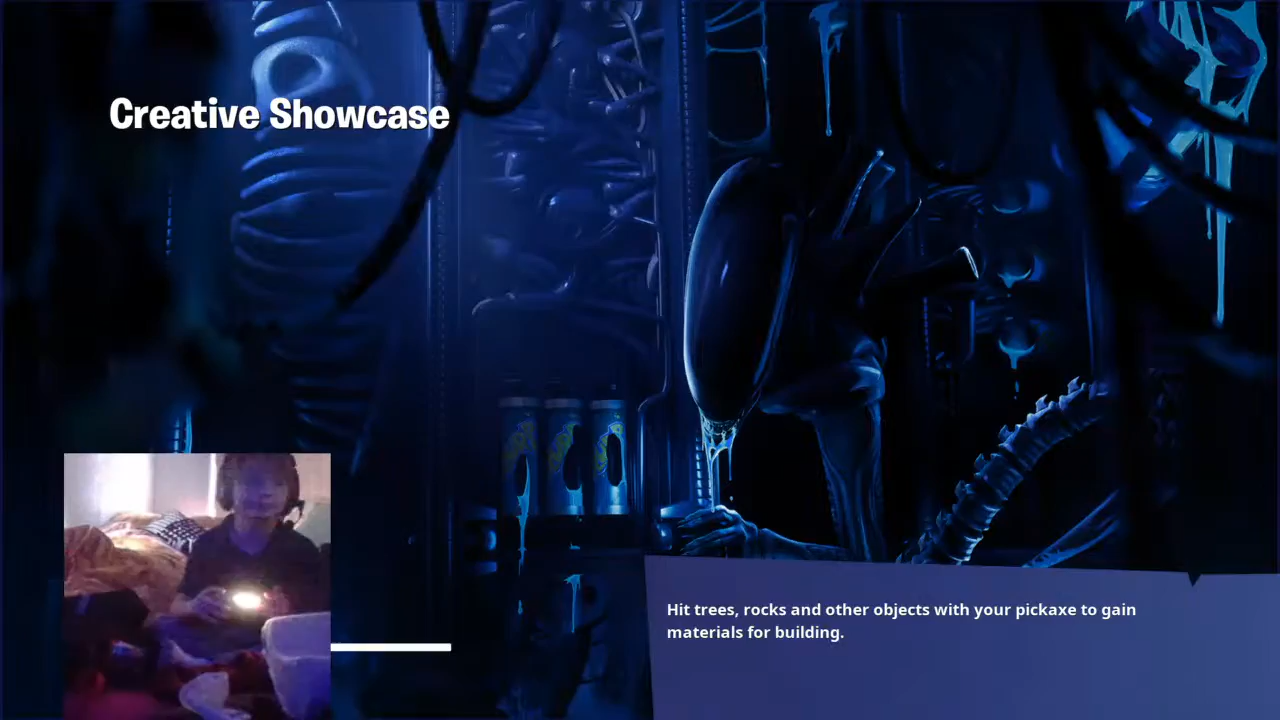 Creative Showcase
Hit trees, rocks and other objects with your pickaxe to gain
materials for building.